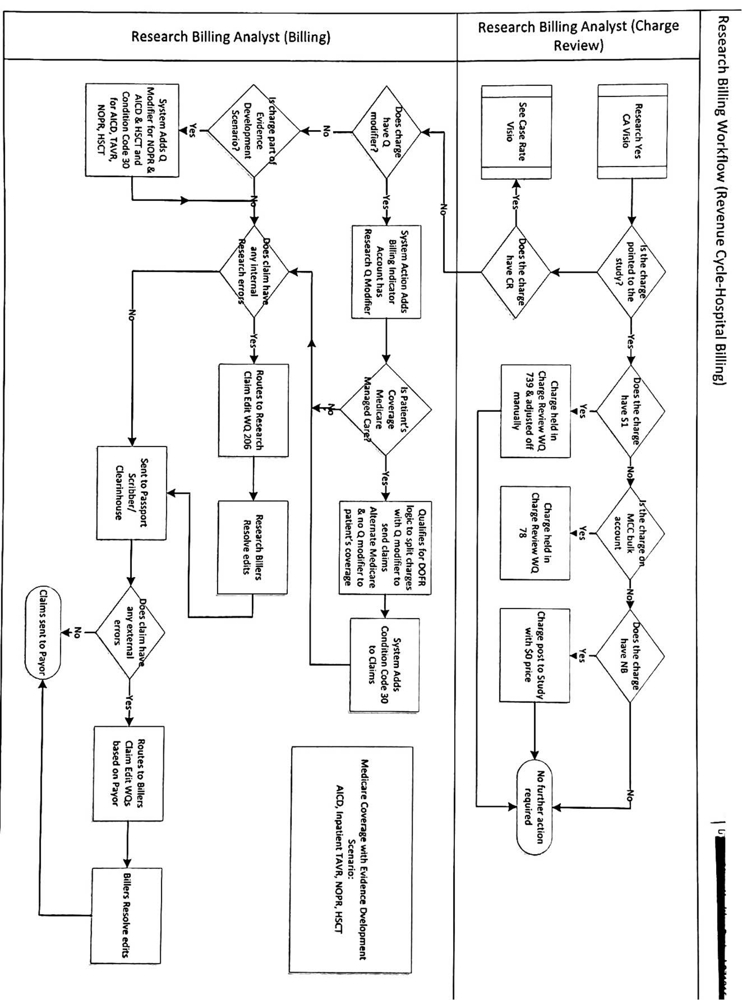 Research Billing Workflow (Revenue Cycle-Hospital Billing)
Research Billing Analyst (Charge
Review)
Research Yes
CA Visio
Is the charge
pointed to the
study?
Yes
Does the charge
have S1
No
Is the charge on
MCC bulk
account
No
Does the charge
have NB
No
Yes
Yes
Yes
See Case Rate
Visio
Yes
Does the charge
have CR
Charge held in
Charge Review WQ
739 & adjusted off
manually
Charge held in
Charge Review WQ
78
Charge post to Study
with $0 price
No further action
required
No
Research Billing Analyst (Billing)
Does charge
have Q
modifier?
Yes
System Action Adds
Billing Indicator
Account has
Research Q Modifier
Is Patient's
Coverage
Medicare
Managed Care?
Yes
Qualifies for DOFR
logic to split charges
with Q modifier to
send claims
Alternate Medicare
& no Q modifier to
patient's coverage
System Adds
Condition Code 30
to Claims
Medicare Coverage with Evidence Dvelopment
Scenario:
AICD, Inpatient TAVR, NOPR, HSCT
No
No
Is charge part of
Evidence
Development
Scenario?
No
Does claim have
any internal
Research errors
Yes
Routes to Research
Claim Edit WQ 206
Research Billers
Resolve edits
Yes
No
System Adds Q
Modifier for NOPR &
AICD & HSCT and
Condition Code 30
for AICD, TAVR,
NOPR, HSCT
Sent to Passport
Scribber/
Clearinhouse
Does claim have
any external
errors
Yes
Routes to Billers
Claim Edit WQs
based on Payor
Billers Resolve edits
No
Claims sent to Payor